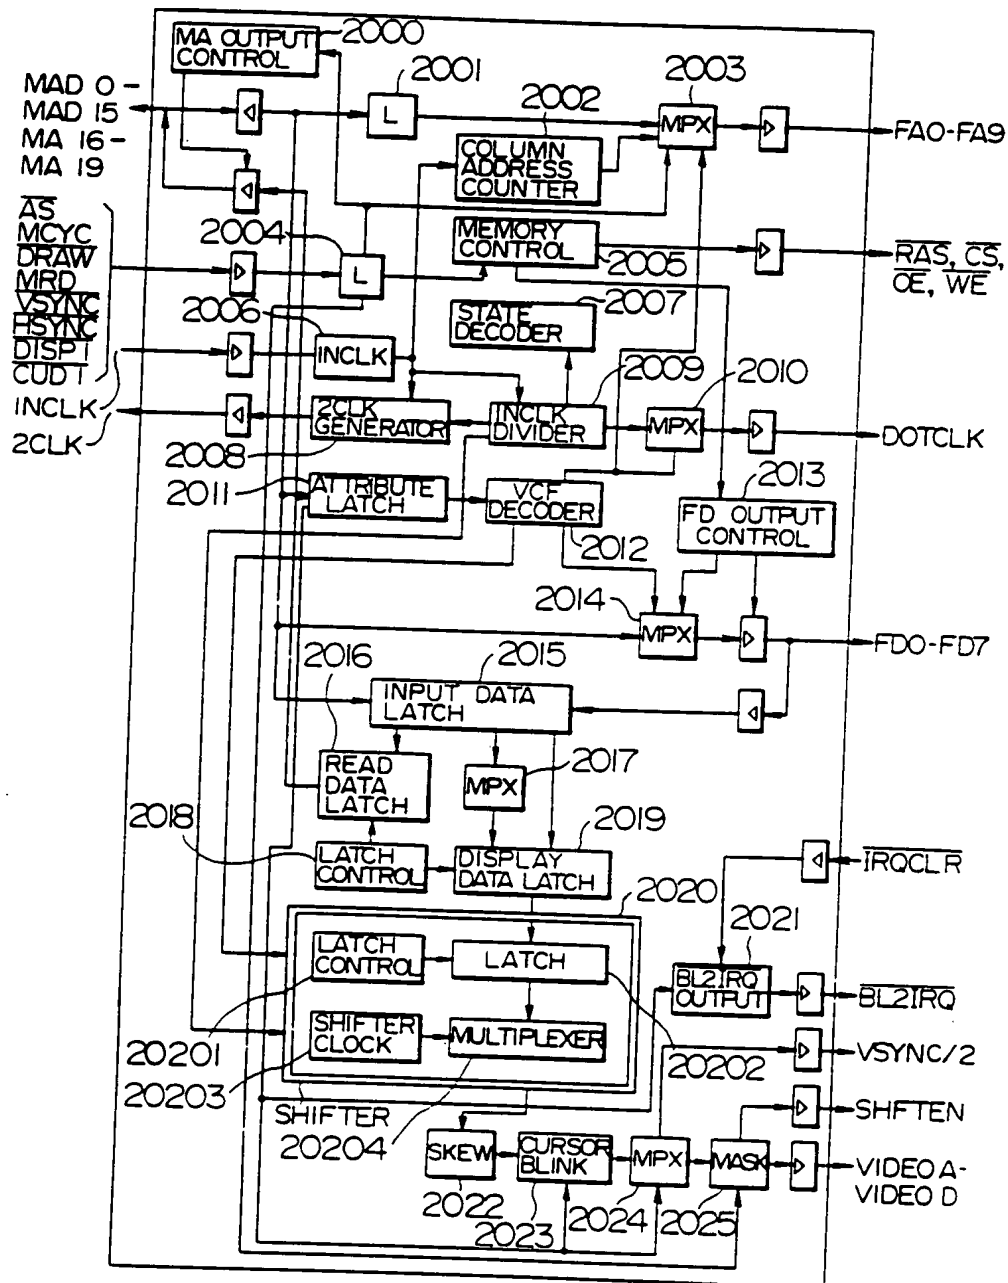 2000
MA OUTPUT
CONTROL
2001
2003
MAD 0-
MAD 15
MA 16-
MA 19
L
2002
MPX
FA0-FA9
COLUMN
ADDRESS
COUNTER
AS
MCYC
DRAW
MRD
VSYNC
HSYNC
DISP1
CUD1
INCLK
2CLK
2004
L
MEMORY
CONTROL
2005
RAS, CS,
OE, WE
2006
2007
STATE
DECODER
INCLK
2009
2010
2CLK
GENERATOR
2008
INCLK
DIVIDER
MPX
DOTCLK
2011
ATTRIBUTE
LATCH
VCF
DECODER
2012
2013
FD OUTPUT
CONTROL
2014
MPX
FD0-FD7
2016
2015
INPUT DATA
LATCH
READ
DATA
LATCH
2017
MPX
2018
LATCH
CONTROL
2019
DISPLAY
DATA LATCH
IRQCLR
2020
2021
LATCH
CONTROL
LATCH
BL2IRQ
OUTPUT
BL2IRQ
20201
SHIFTER
CLOCK
MULTIPLEXER
20202
VSYNC/2
20203
SHIFTER
20204
SHFTEN
SKEW
CURSOR
BLINK
MPX
MASK
VIDEO A-
VIDEO D
2022
2023
2024
2025